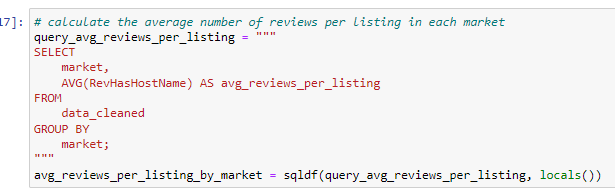 17]: # calculate the average number of reviews per listing in each market
query_avg_reviews_per_listing = """
SELECT
    market,
    AVG(RevHasHostName) AS avg_reviews_per_listing
FROM
    data_cleaned
GROUP BY
    market;
"""
avg_reviews_per_listing_by_market = sqldf(query_avg_reviews_per_listing, locals())